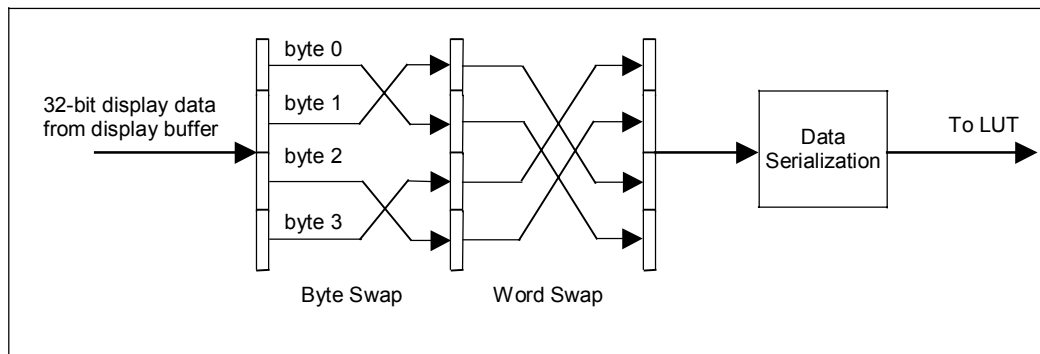 32-bit display data
from display buffer
byte 0
byte 1
byte 2
byte 3
Byte Swap
Word Swap
Data
Serialization
To LUT